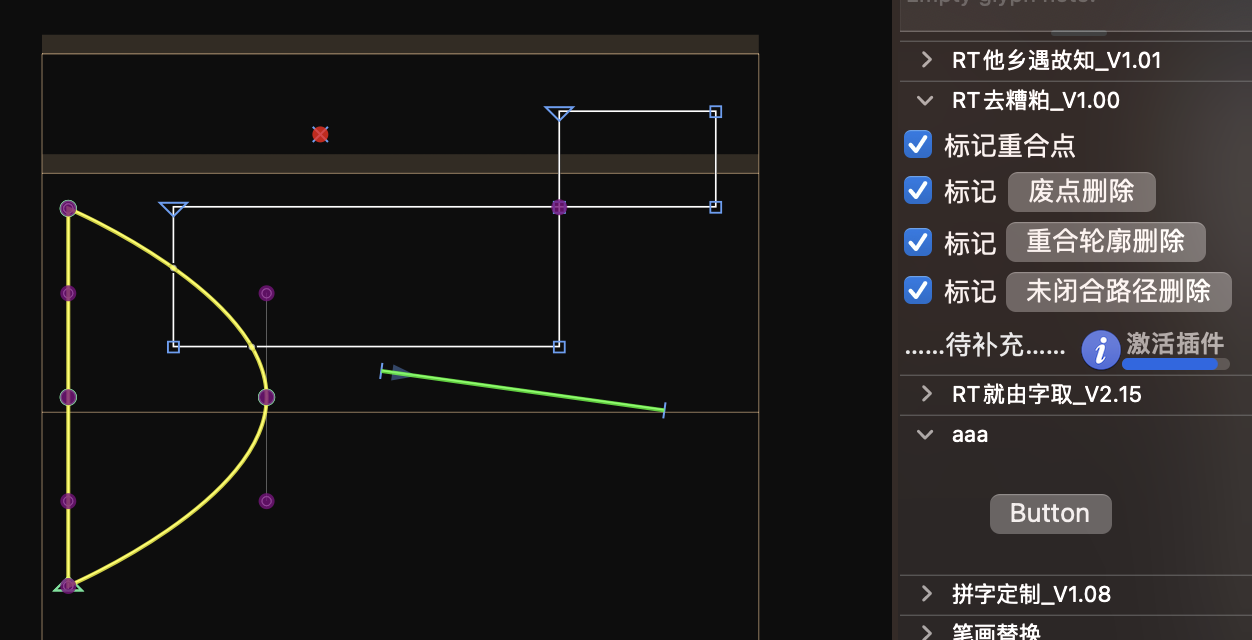 Empty glyph note.
RT他乡遇故知_V1.01
RT去糟粕_V1.00
标记重合点
标记 废点删除
标记 重合轮廓删除
标记 未闭合路径删除
......待补充...... i 激活插件
RT就由字取_V2.15
aaa
Button
拼字定制_V1.08
笔画替换